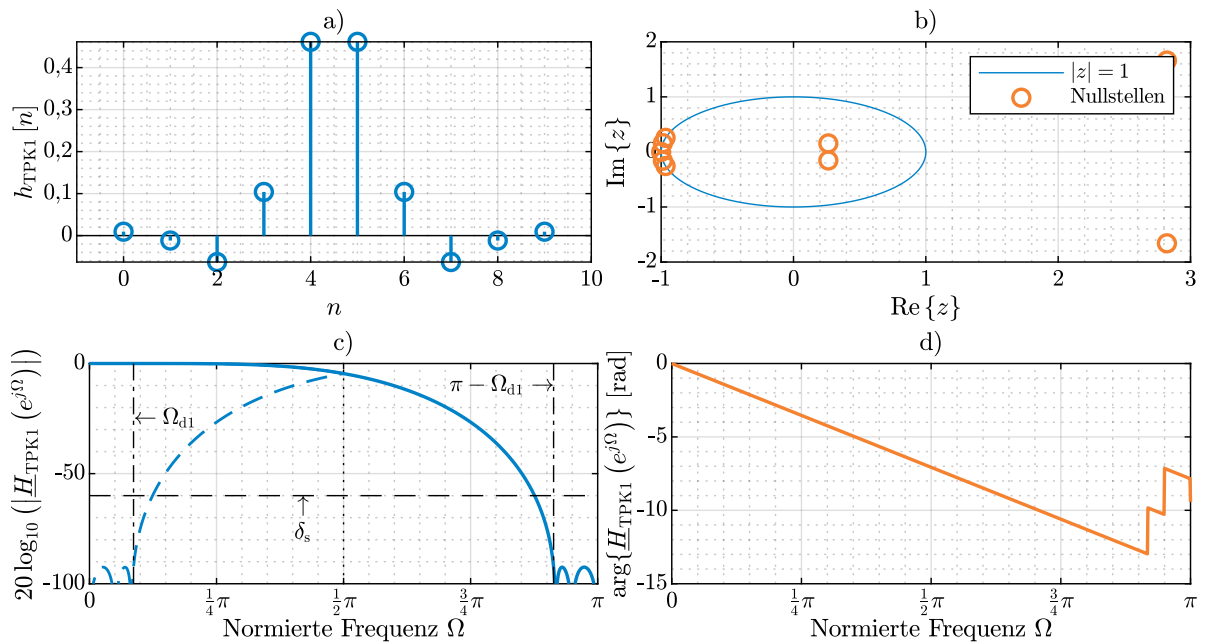 a)
h_TPK1 [n]
0,4
0,3
0,2
0,1
0
0 2 4 6 8 10
n
b)
Im {z}
2
1
0
-1
-2
-1 0 1 2 3
Re {z}
|z| = 1
Nullstellen
c)
20 log₁₀ (|H̲_TPK1 (e^{jΩ})|)
0
-50
-100
← Ω_d1
π − Ω_d1 →
↑
δ_s
0 1/4 π 1/2 π 3/4 π π
Normierte Frequenz Ω
d)
arg{H̲_TPK1 (e^{jΩ})} [rad]
0
-5
-10
-15
0 1/4 π 1/2 π 3/4 π π
Normierte Frequenz Ω